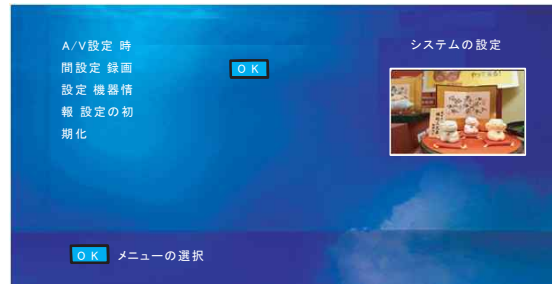 A/V設定 時
間設定 録画
設定 機器情
報 設定の初
期化
OK
システムの設定
OK メニューの選択